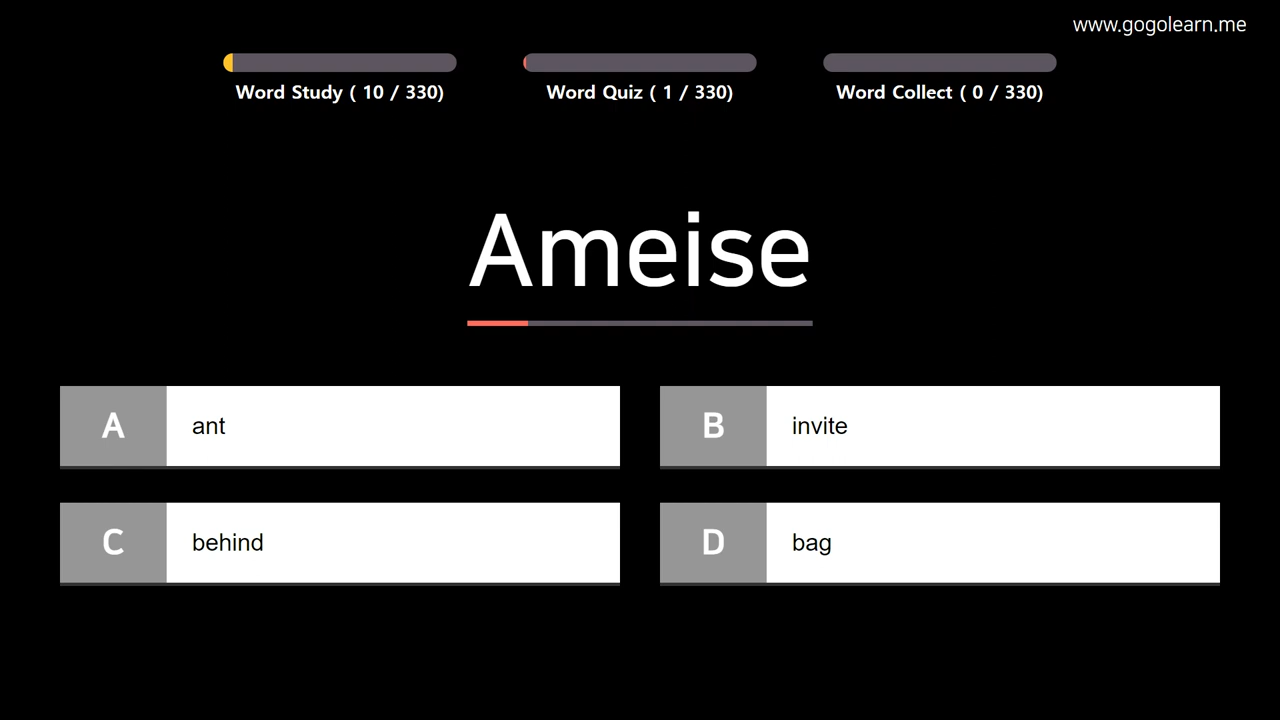 www.gogolearn.me
Word Study ( 10 / 330)
Word Quiz ( 1 / 330)
Word Collect ( 0 / 330)
Ameise
A ant
B invite
C behind
D bag